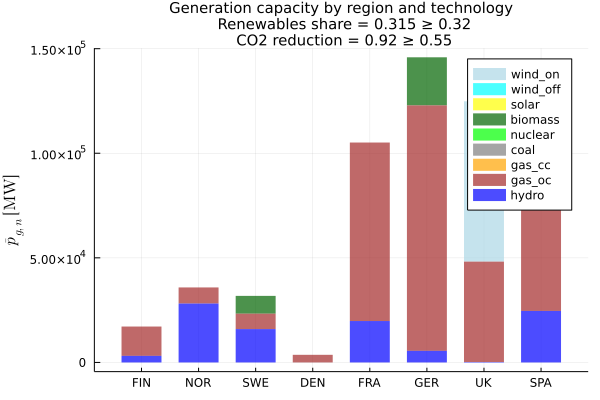 Generation capacity by region and technology
Renewables share = 0.315 ≥ 0.32
CO2 reduction = 0.92 ≥ 0.55
1.50×10⁵
1.00×10⁵
5.00×10⁴
0
p̄_{g,n} [MW]
wind_on
wind_off
solar
biomass
nuclear
coal
gas_cc
gas_oc
hydro
FIN NOR SWE DEN FRA GER UK SPA